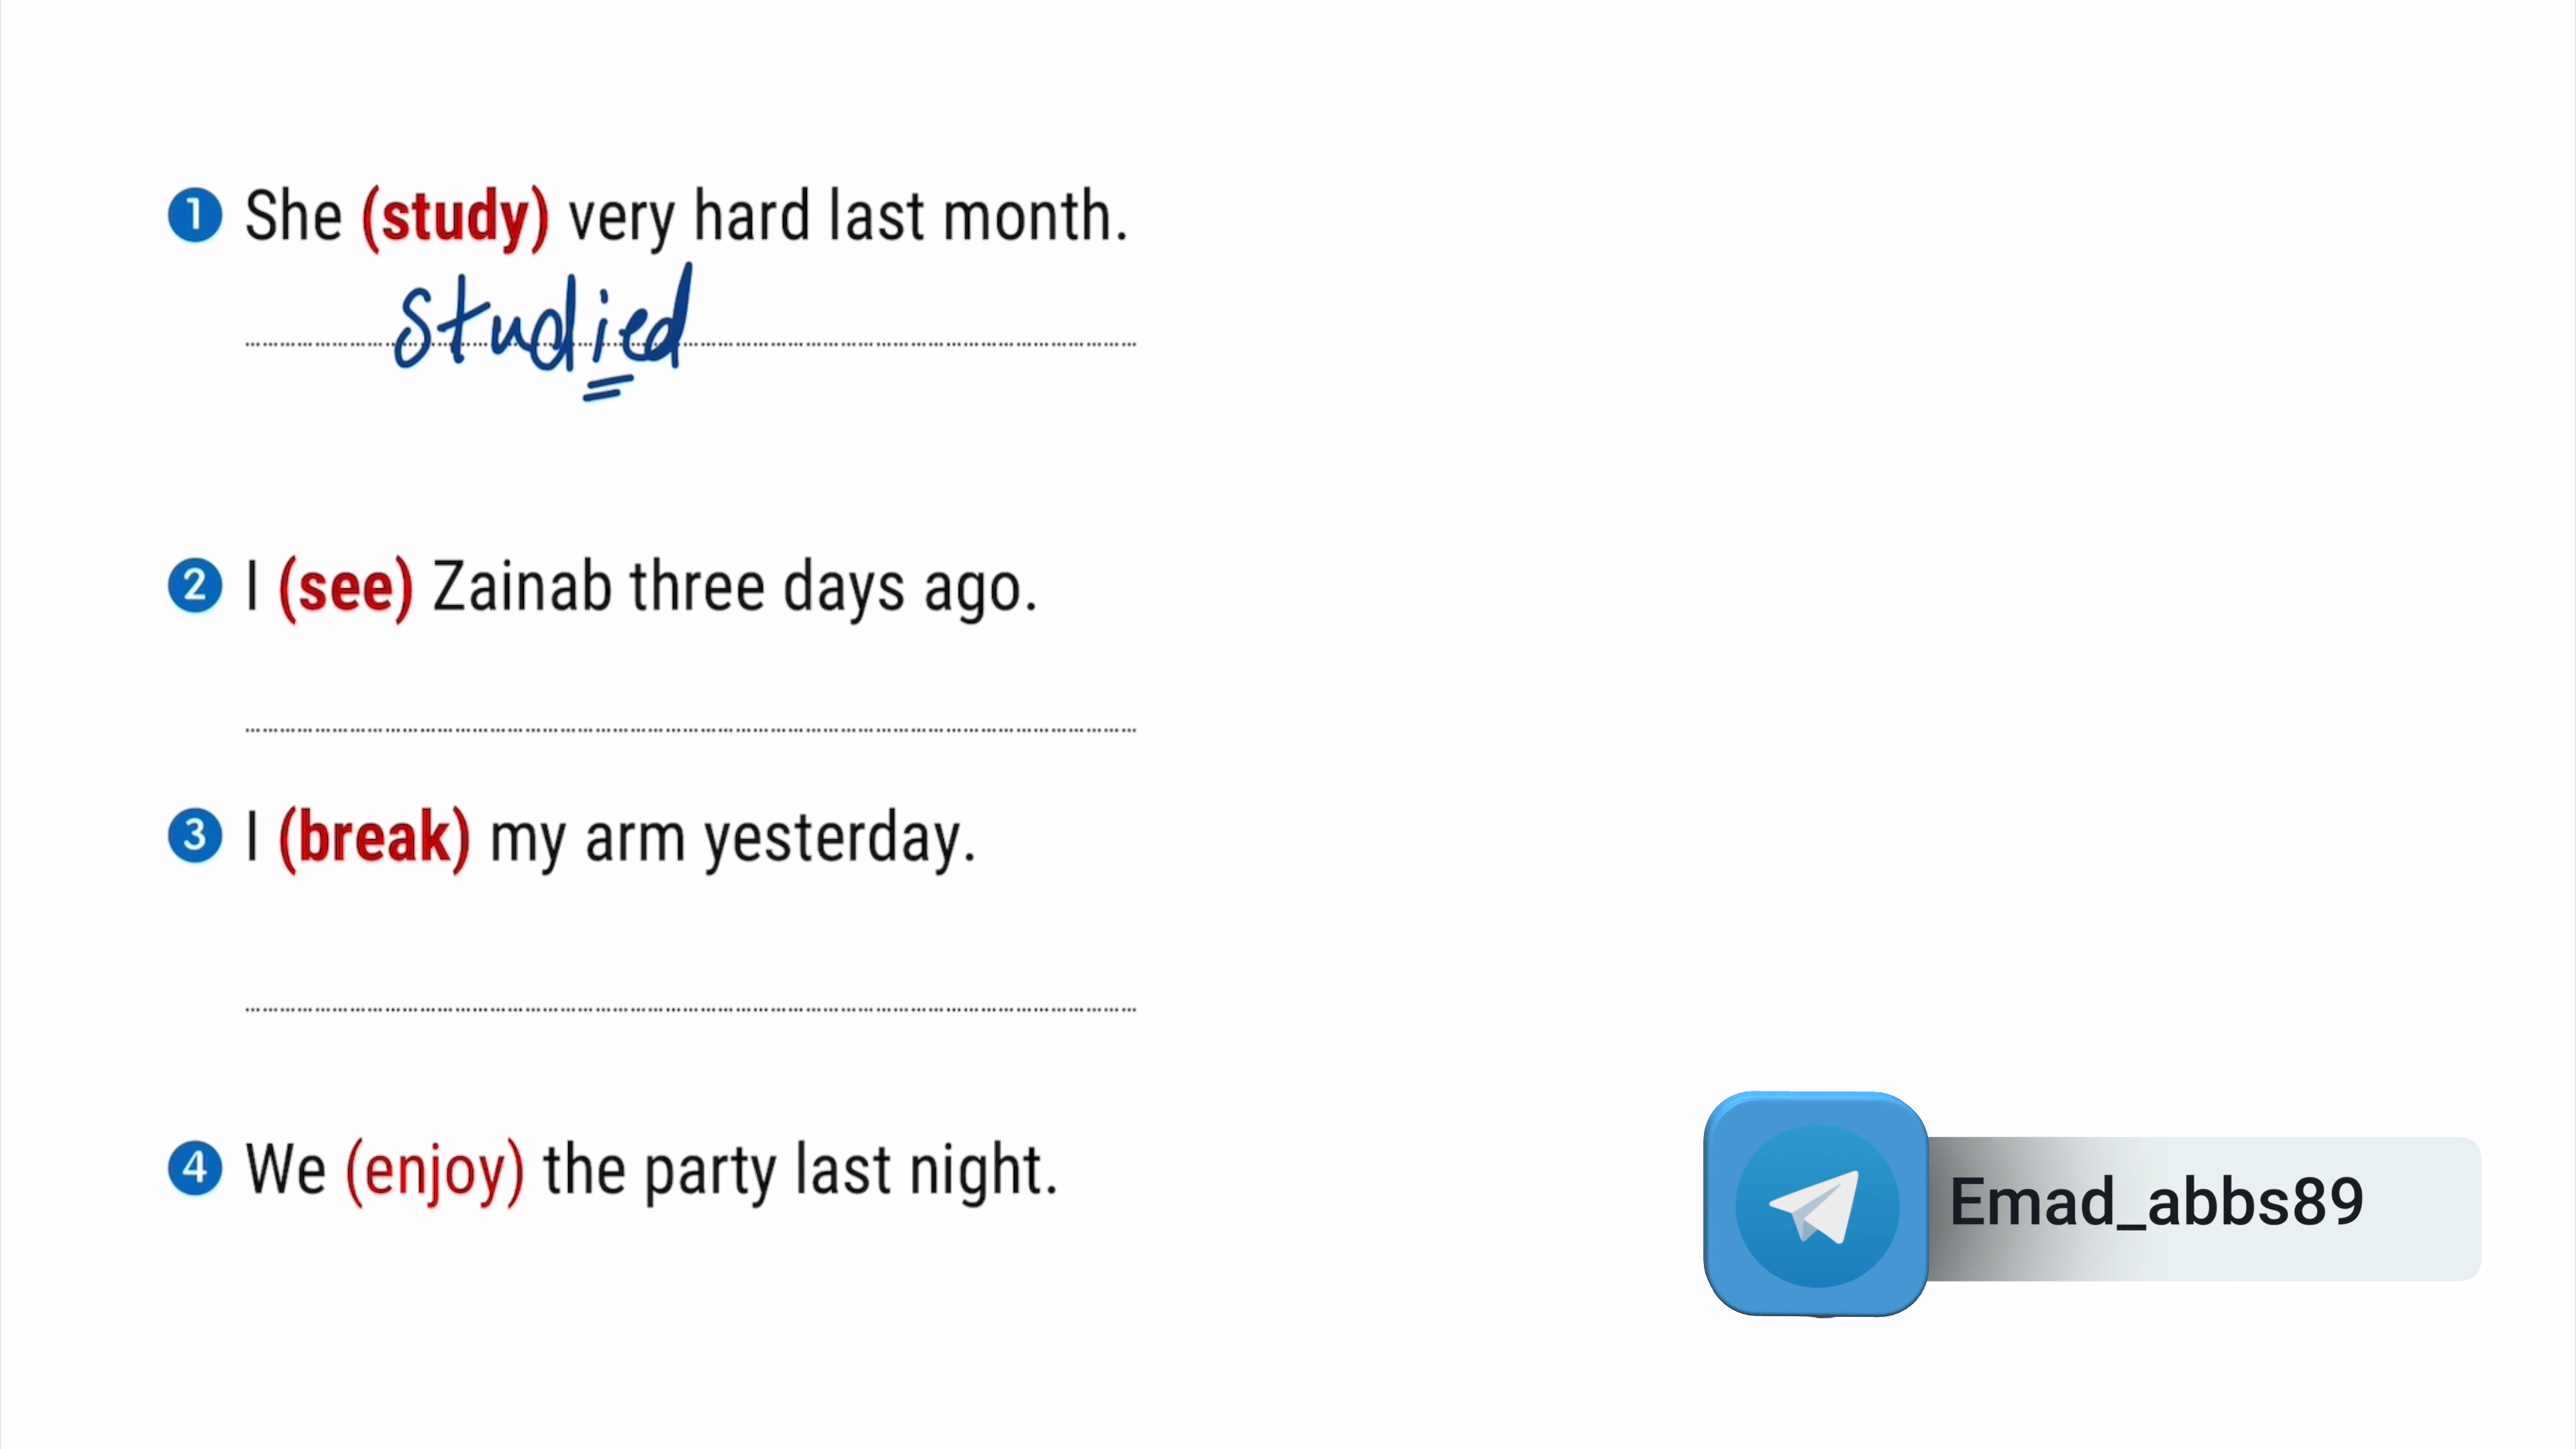 1 She (study) very hard last month.
studied
2 I (see) Zainab three days ago.
3 I (break) my arm yesterday.
4 We (enjoy) the party last night.
Emad_abbs89